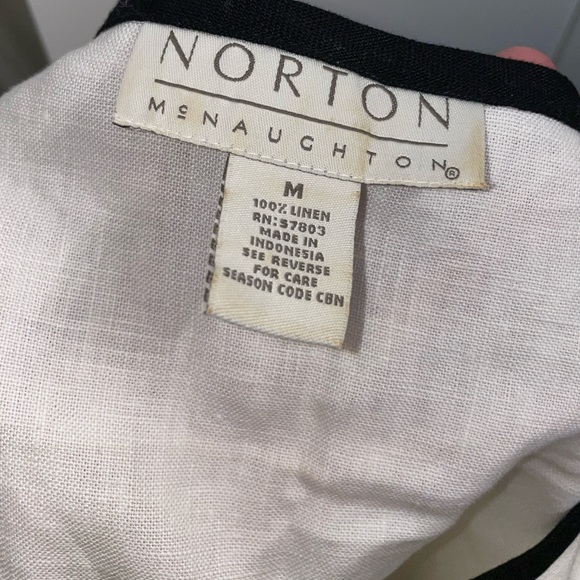 NORTON
McNAUGHTON®
M
100% LINEN
RN:57803
MADE IN
INDONESIA
SEE REVERSE
FOR CARE
SEASON CODE CBN